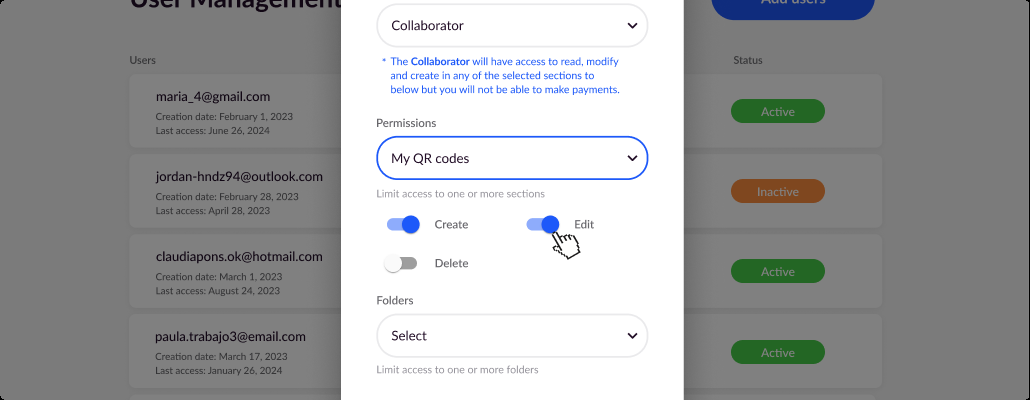 User Management
Add users
Users
Status
maria_4@gmail.com
Creation date: February 1, 2023
Last access: June 26, 2024
Active
jordan-hndz94@outlook.com
Creation date: February 28, 2023
Last access: April 28, 2023
Inactive
claudiapons.ok@hotmail.com
Creation date: March 1, 2023
Last access: August 24, 2023
Active
paula.trabajo3@email.com
Creation date: March 17, 2023
Last access: January 26, 2024
Active
Collaborator
* The Collaborator will have access to read, modify
and create in any of the selected sections to
below but you will not be able to make payments.
Permissions
My QR codes
Limit access to one or more sections
Create
Edit
Delete
Folders
Select
Limit access to one or more folders